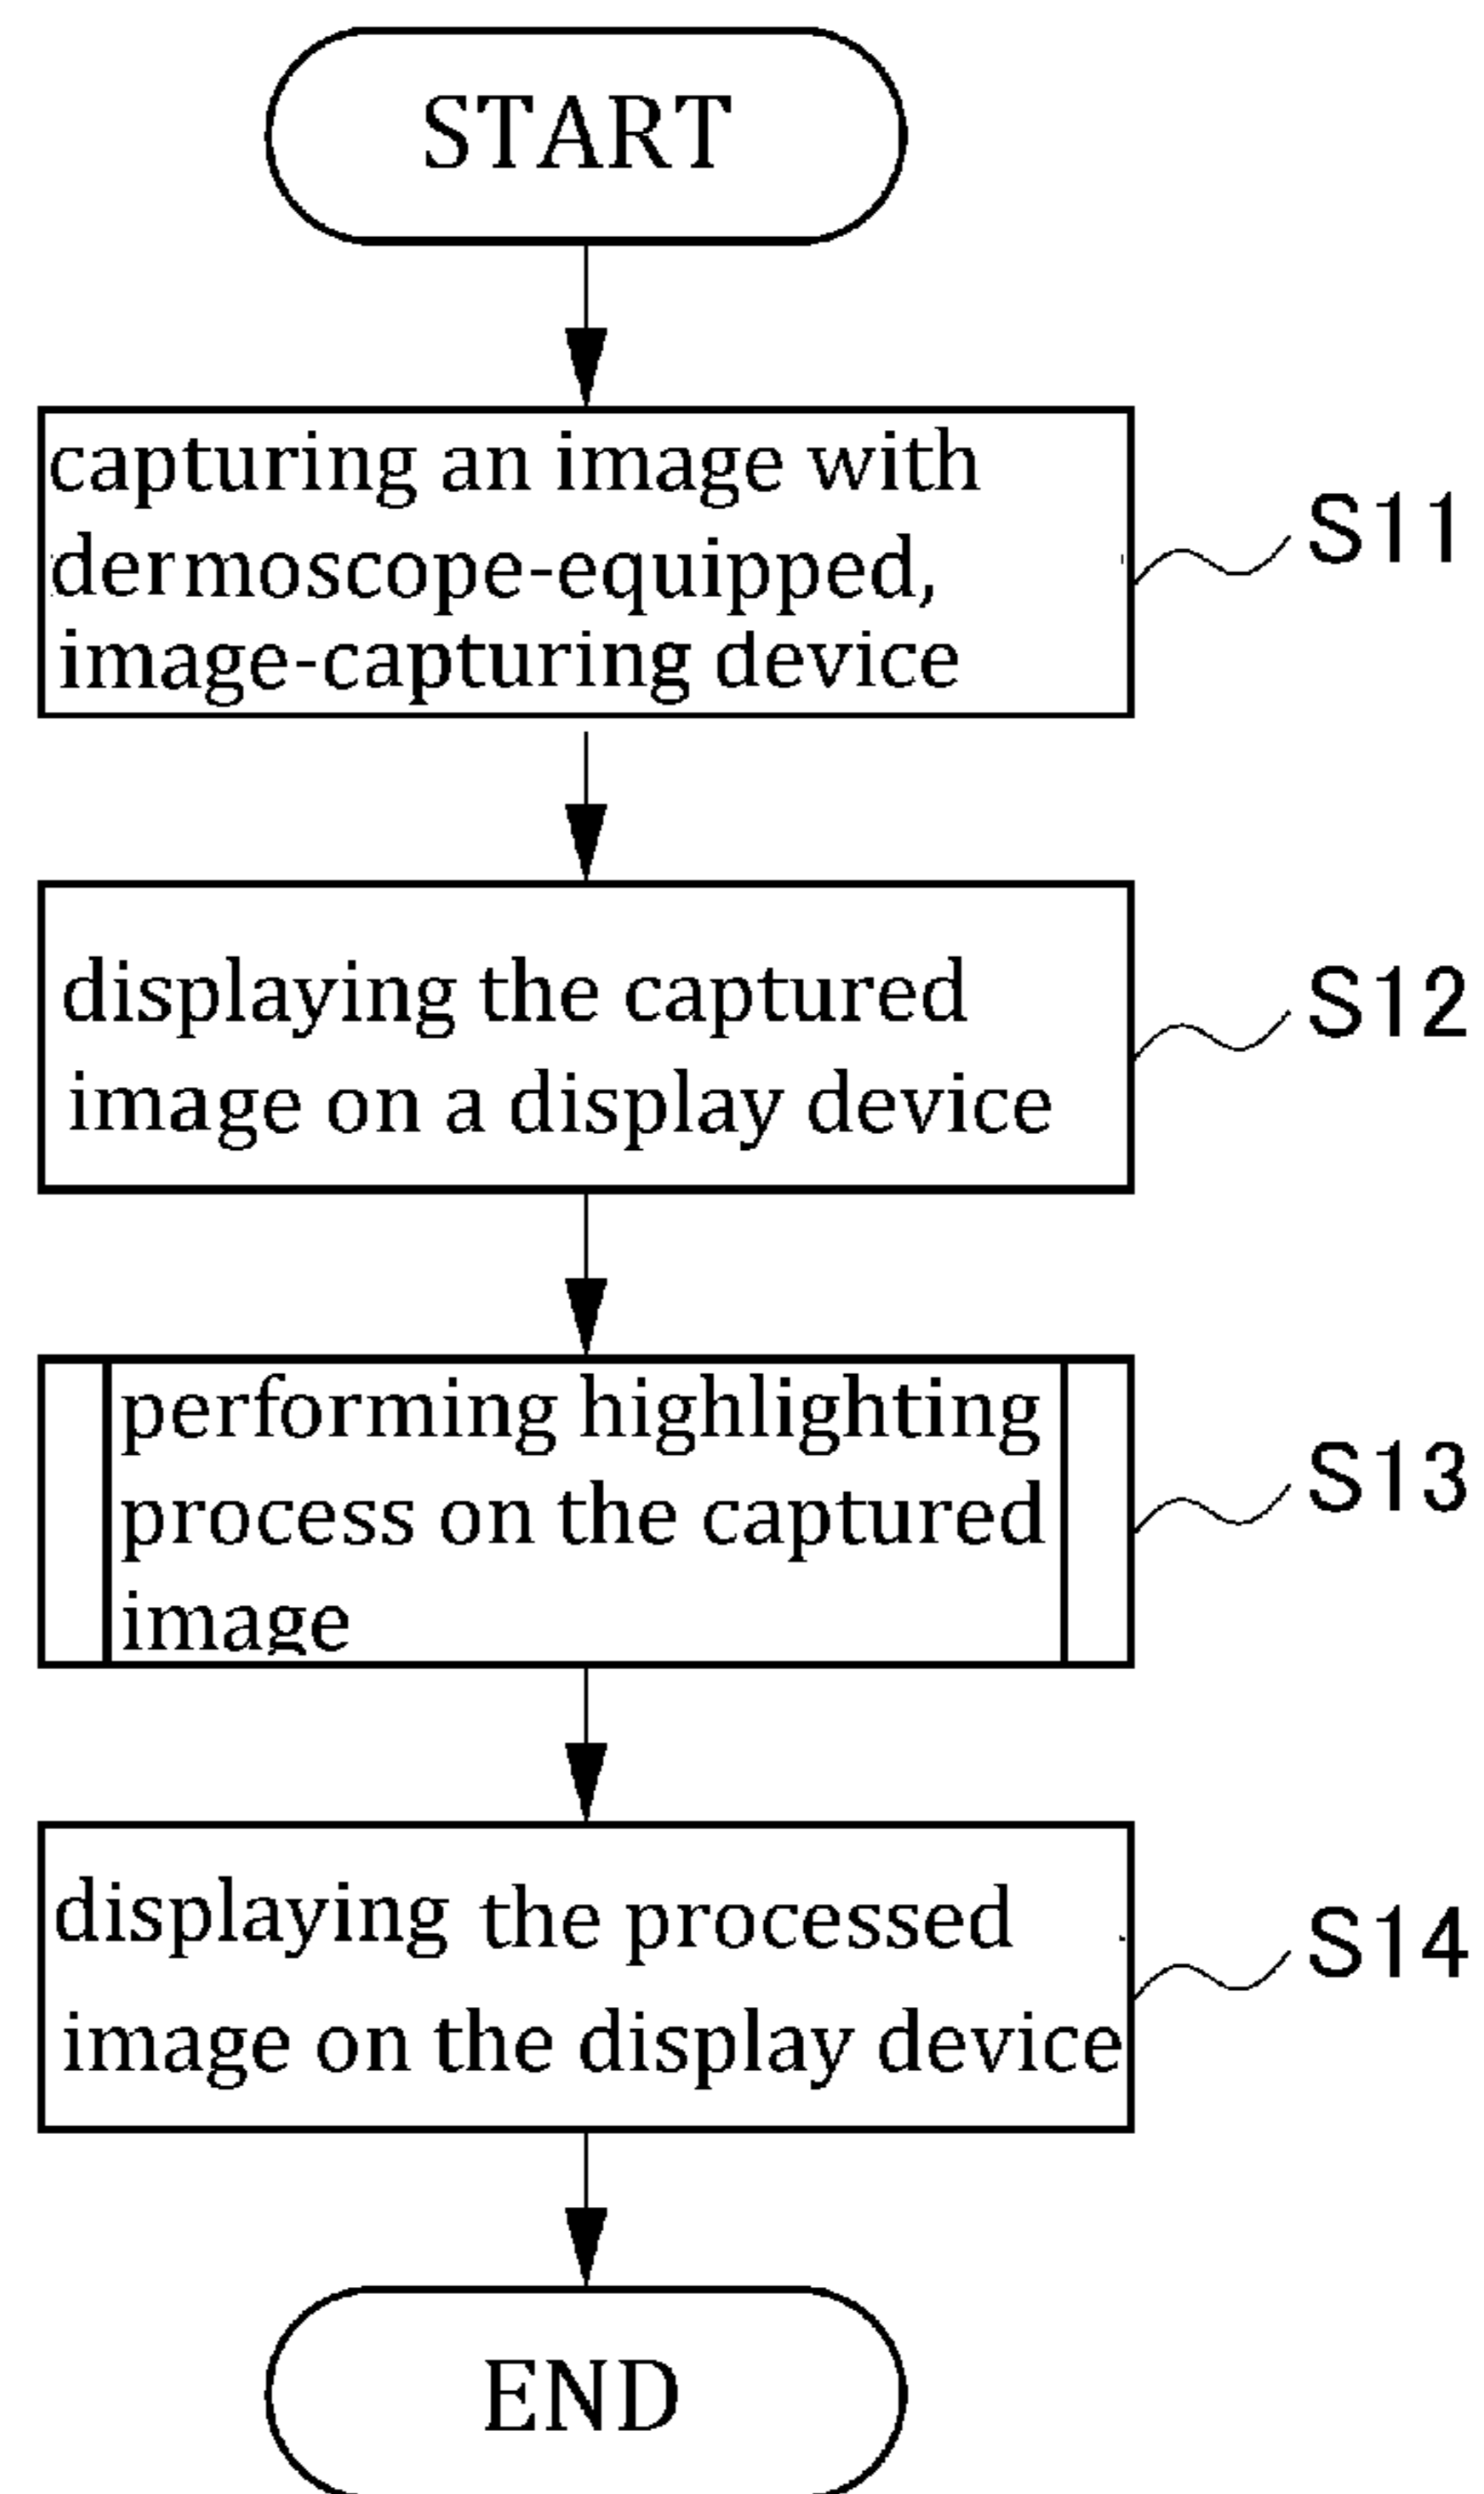 START
capturing an image with
dermoscope-equipped,
image-capturing device
S11
displaying the captured
image on a display device
S12
performing highlighting
process on the captured
image
S13
displaying the processed
image on the display device
S14
END